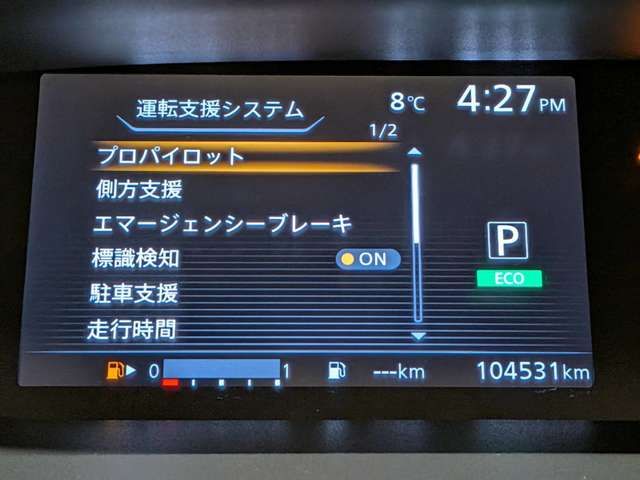 運転支援システム 8℃ 4:27PM
1/2
プロパイロット
側方支援
エマージェンシーブレーキ
標識検知 ON
P
ECO
駐車支援
走行時間
0 1 ---km 104531km